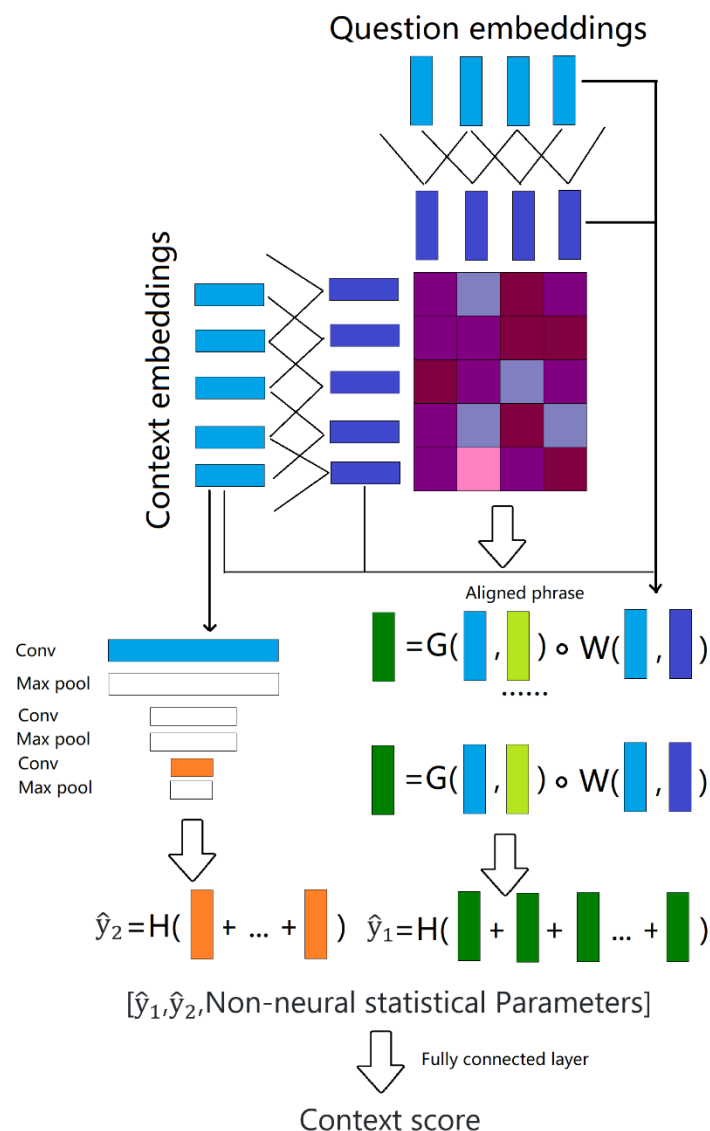 Question embeddings
Context embeddings
Aligned phrase
=G( , ) ∘ W( , )
......
=G( , ) ∘ W( , )
Conv
Max pool
Conv
Max pool
Conv
Max pool
ŷ₂=H( + ... + )
ŷ₁=H( + + ... + )
[ŷ₁,ŷ₂,Non-neural statistical Parameters]
Fully connected layer
Context score